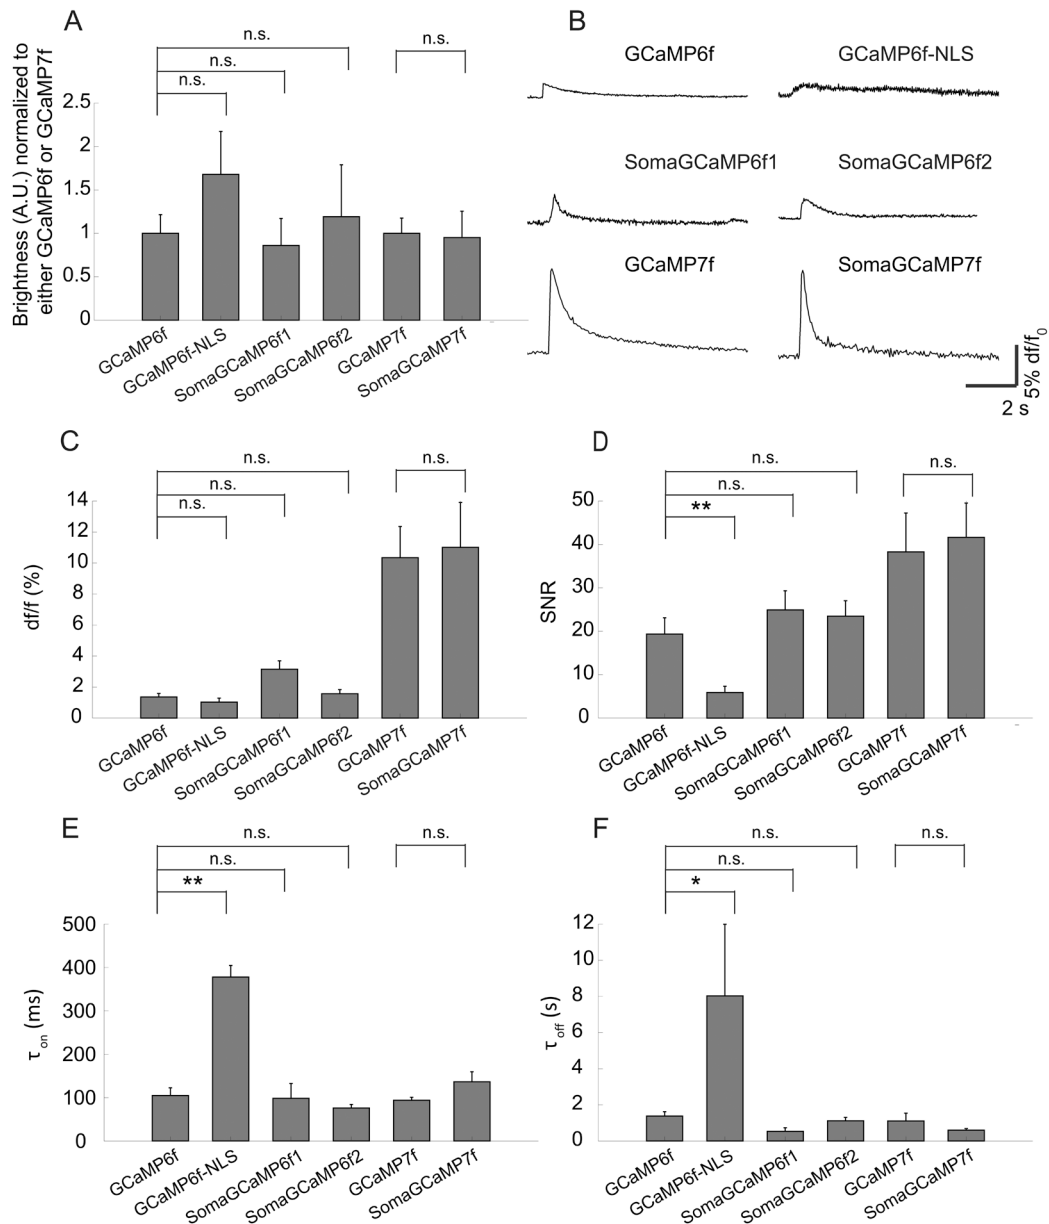 A
n.s.
n.s.
n.s.
n.s.
Brightness (A.U.) normalized to
either GCaMP6f or GCaMP7f
2.5
2
1.5
1
0.5
0
GCaMP6f
GCaMP6f-NLS
SomaGCaMP6f1
SomaGCaMP6f2
GCaMP7f
SomaGCaMP7f
B
GCaMP6f
GCaMP6f-NLS
SomaGCaMP6f1
SomaGCaMP6f2
GCaMP7f
SomaGCaMP7f
5% df/f0
2 s
C
n.s.
n.s.
n.s.
n.s.
df/f (%)
14
12
10
8
6
4
2
0
GCaMP6f
GCaMP6f-NLS
SomaGCaMP6f1
SomaGCaMP6f2
GCaMP7f
SomaGCaMP7f
D
n.s.
n.s.
n.s.
**
SNR
50
40
30
20
10
0
GCaMP6f
GCaMP6f-NLS
SomaGCaMP6f1
SomaGCaMP6f2
GCaMP7f
SomaGCaMP7f
E
n.s.
n.s.
n.s.
**
τon (ms)
500
400
300
200
100
0
GCaMP6f
GCaMP6f-NLS
SomaGCaMP6f1
SomaGCaMP6f2
GCaMP7f
SomaGCaMP7f
F
n.s.
n.s.
n.s.
*
τoff (s)
12
10
8
6
4
2
0
GCaMP6f
GCaMP6f-NLS
SomaGCaMP6f1
SomaGCaMP6f2
GCaMP7f
SomaGCaMP7f